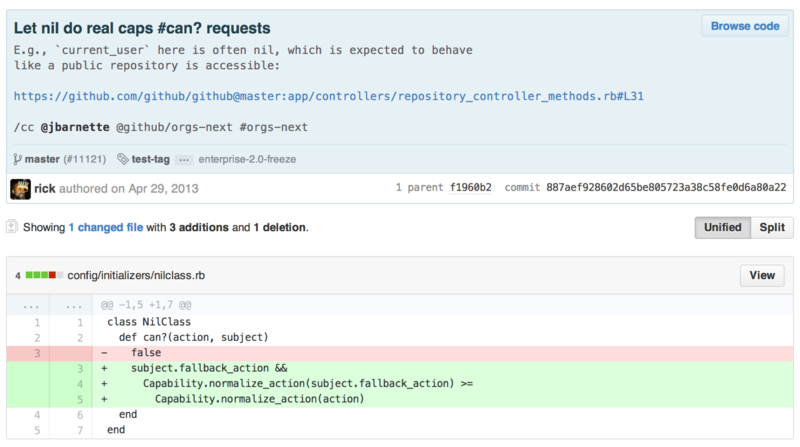 Let nil do real caps #can? requests
Browse code
E.g., `current_user` here is often nil, which is expected to behave
like a public repository is accessible:
https://github.com/github/github@master:app/controllers/repository_controller_methods.rb#L31
/cc @jbarnette @github/orgs-next #orgs-next
master (#11121) test-tag ... enterprise-2.0-freeze
rick authored on Apr 29, 2013 1 parent f1960b2 commit 887aef928602d65be805723a38c58fe0d6a80a22
Showing 1 changed file with 3 additions and 1 deletion. Unified Split
4 config/initializers/nilclass.rb View
... ... @@ -1,5 +1,7 @@
1 1 class NilClass
2 2 def can?(action, subject)
3 - false
3 + subject.fallback_action &&
4 + Capability.normalize_action(subject.fallback_action) >=
5 + Capability.normalize_action(action)
4 6 end
5 7 end